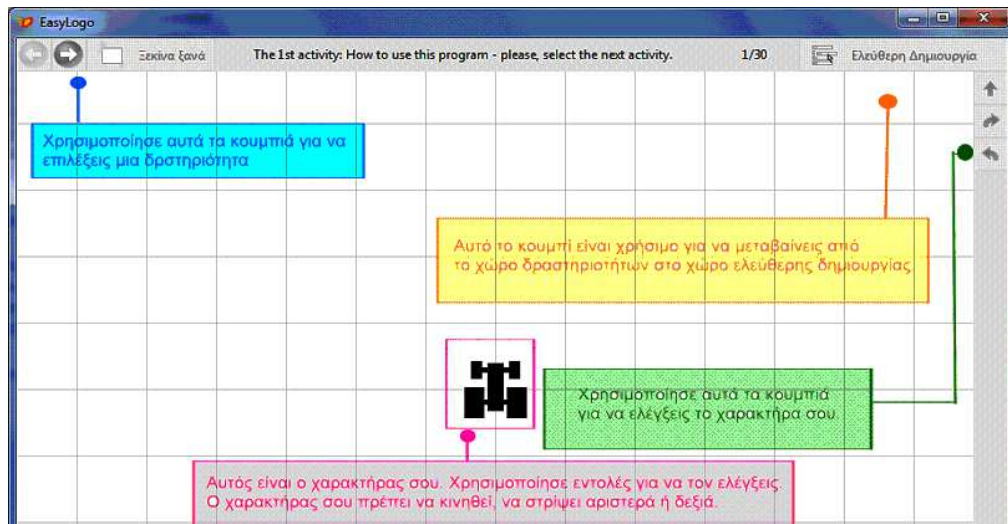 EasyLogo
Ξεκίνα ξανά
The 1st activity: How to use this program - please, select the next activity.
1/30
Ελεύθερη Δημιουργία
Χρησιμοποίησε αυτά τα κουμπιά για να
επιλέξεις μια δρστηριότητα
Αυτό το κουμπί είναι χρήσιμο για να μεταβαίνεις από
το χώρο δραστηριοτήτων στο χώρο ελεύθερης δημιουργίας
Χρησιμοποίησε αυτά τα κουμπιά
για να ελέγξεις το χαρακτήρα σου.
Αυτός είναι ο χαρακτήρας σου. Χρησιμοποίησε εντολές για να τον ελέγξεις.
Ο χαρακτήρας σου πρέπει να κινηθεί, να στρίψει αριστερά ή δεξιά.